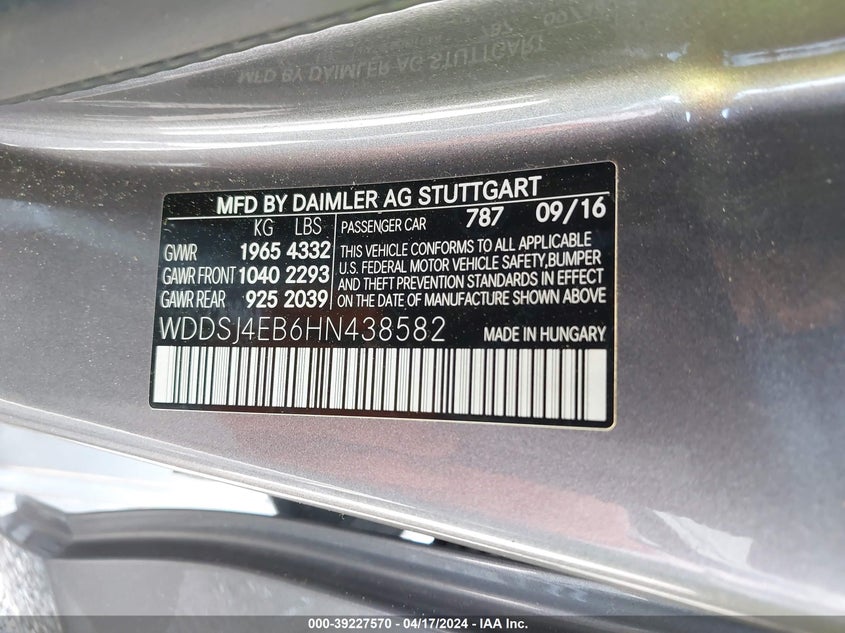 MFD BY DAIMLER AG STUTTGART
KG LBS
GVWR 1965 4332
GAWR FRONT 1040 2293
GAWR REAR 925 2039
PASSENGER CAR 787 09/16
THIS VEHICLE CONFORMS TO ALL APPLICABLE
U.S. FEDERAL MOTOR VEHICLE SAFETY,BUMPER
AND THEFT PREVENTION STANDARDS IN EFFECT
ON THE DATE OF MANUFACTURE SHOWN ABOVE
WDDSJ4EB6HN438582 MADE IN HUNGARY
000-39227570 - 04/17/2024 - IAA Inc.